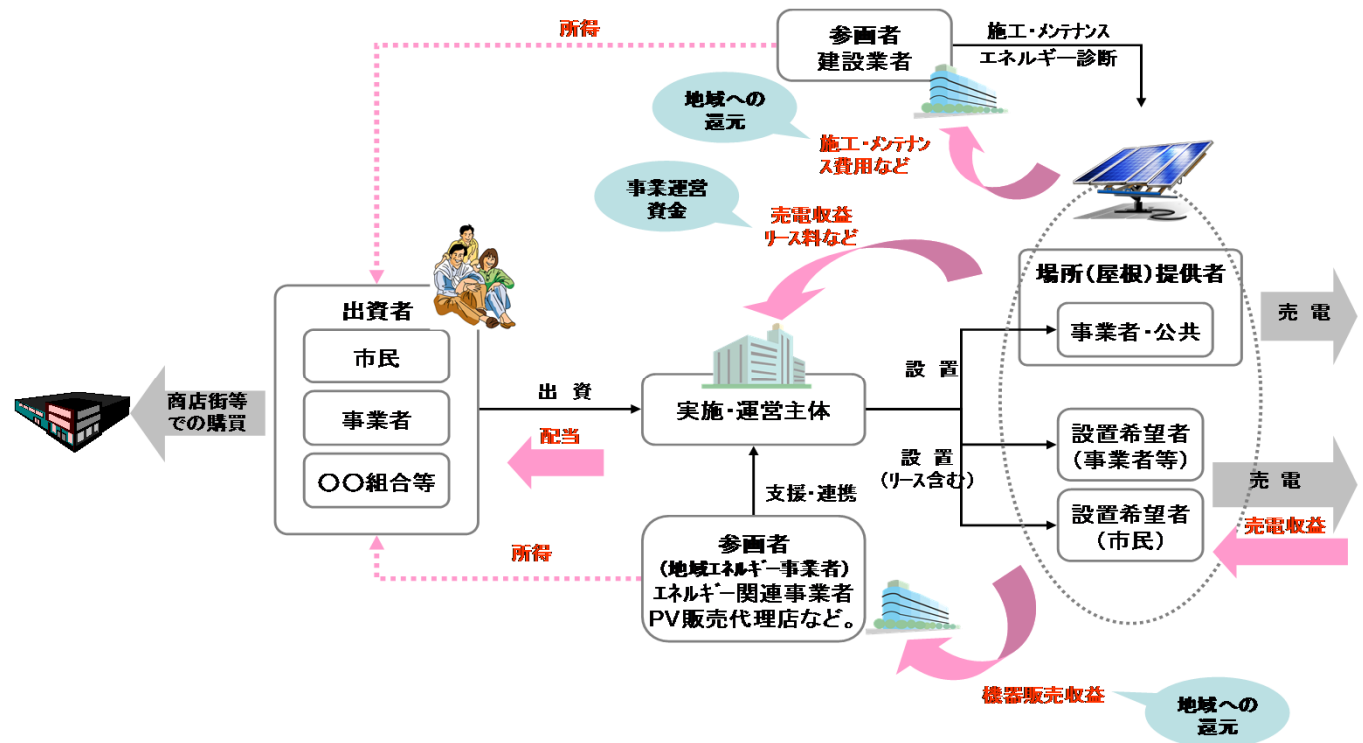 所得
参画者
建設業者
施工・メンテナンス
エネルギー診断
地域への
還元
施工・メンテナン
ス費用など
事業運営
資金
売電収益
リース料など
出資者
市民
事業者
〇〇組合等
商店街等
での購買
出 資
配当
実施・運営主体
支援・連携
設 置
設 置
(リース含む)
場所(屋根)提供者
事業者・公共
設置希望者
(事業者等)
設置希望者
(市民)
売 電
売 電
売電収益
所得
参画者
(地域エネルギー事業者)
エネルギー関連事業者
PV販売代理店など。
機器販売収益
地域への
還元